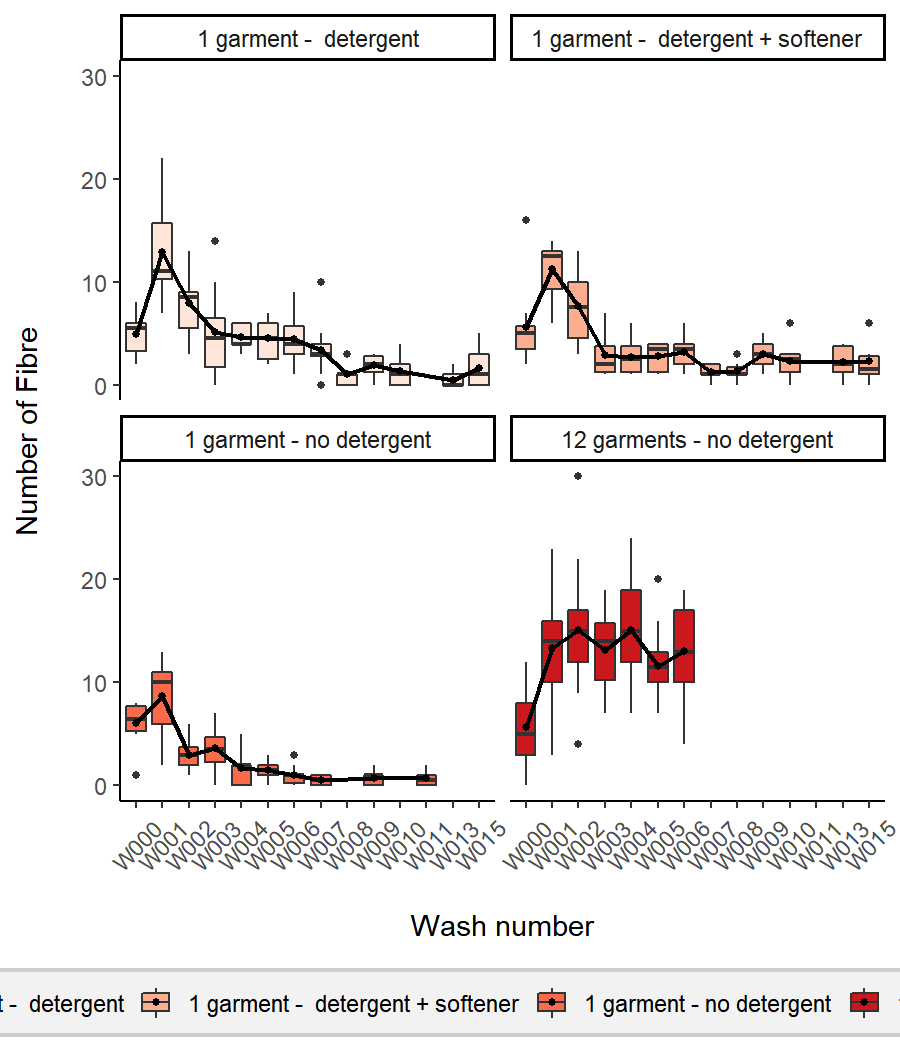 1 garment -  detergent
1 garment -  detergent + softener
30
20
10
0
1 garment - no detergent
12 garments - no detergent
30
20
10
0
Number of Fibre
W000 W001 W002 W003 W004 W005 W006 W007 W008 W009 W010 W011 W013 W015
W000 W001 W002 W003 W004 W005 W006 W007 W008 W009 W010 W011 W013 W015
Wash number
t -  detergent 1 garment -  detergent + softener 1 garment - no detergent